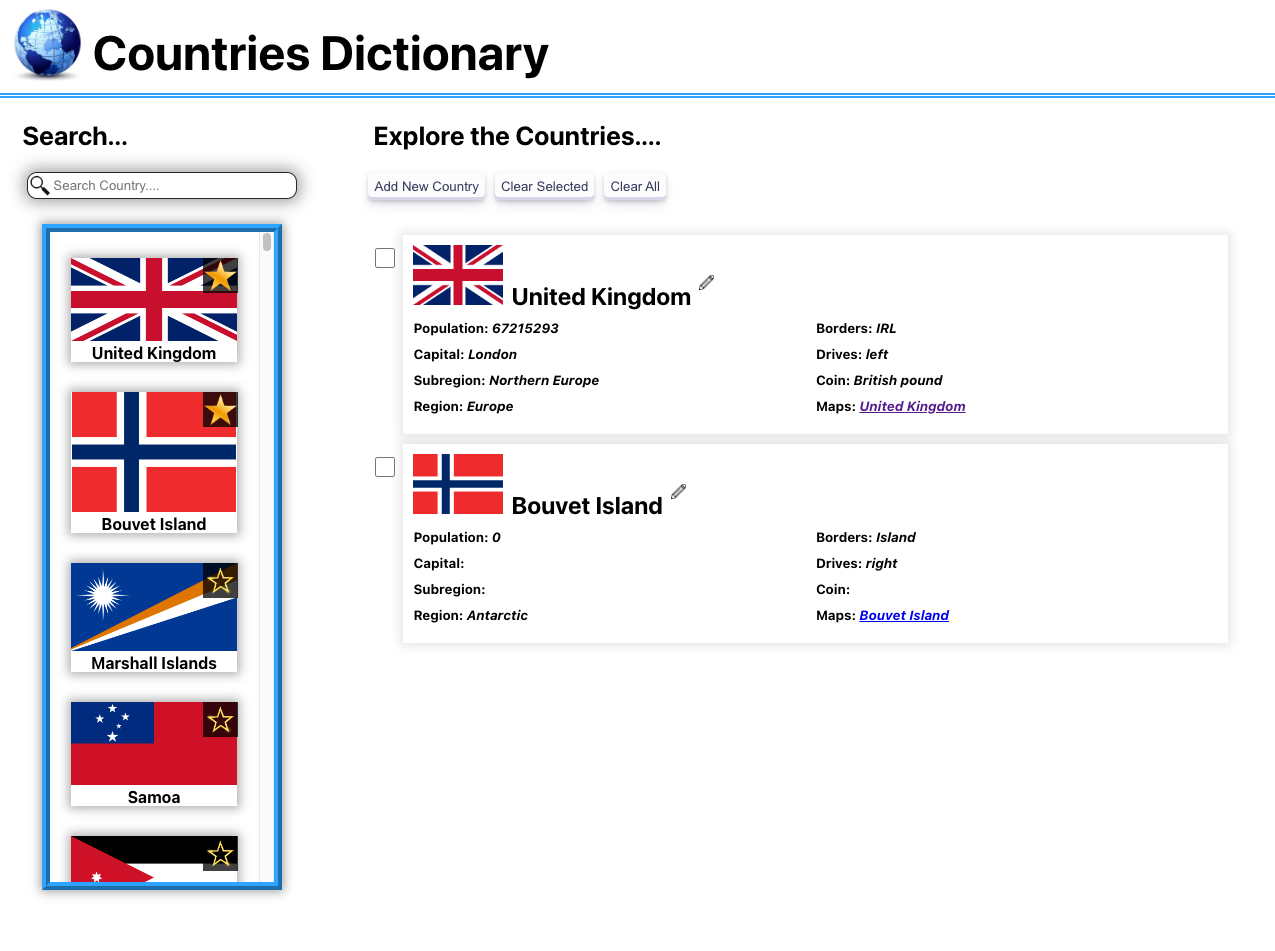 Countries Dictionary
Search...
Search Country....
United Kingdom
Bouvet Island
Marshall Islands
Samoa
Explore the Countries....
Add New Country
Clear Selected
Clear All
United Kingdom
Population: 67215293
Capital: London
Subregion: Northern Europe
Region: Europe
Borders: IRL
Drives: left
Coin: British pound
Maps: United Kingdom
Bouvet Island
Population: 0
Capital:
Subregion:
Region: Antarctic
Borders: Island
Drives: right
Coin:
Maps: Bouvet Island